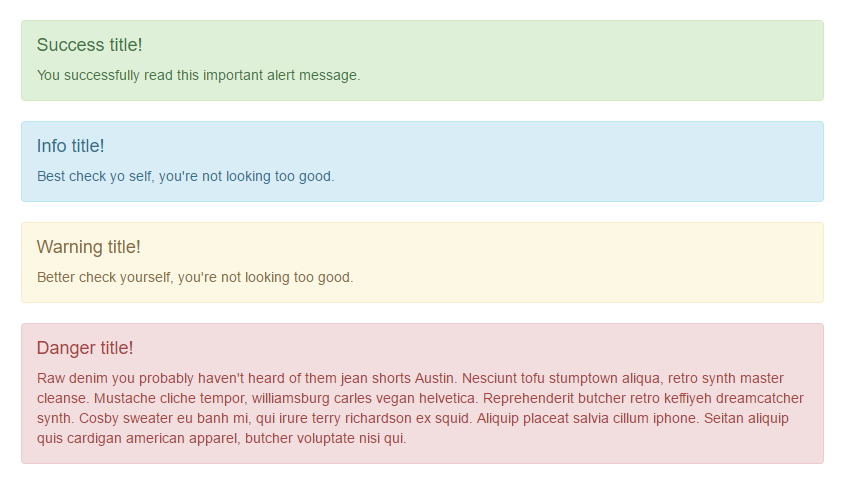 Success title!
You successfully read this important alert message.
Info title!
Best check yo self, you're not looking too good.
Warning title!
Better check yourself, you're not looking too good.
Danger title!
Raw denim you probably haven't heard of them jean shorts Austin. Nesciunt tofu stumptown aliqua, retro synth master
cleanse. Mustache cliche tempor, williamsburg carles vegan helvetica. Reprehenderit butcher retro keffiyeh dreamcatcher
synth. Cosby sweater eu banh mi, qui irure terry richardson ex squid. Aliquip placeat salvia cillum iphone. Seitan aliquip
quis cardigan american apparel, butcher voluptate nisi qui.